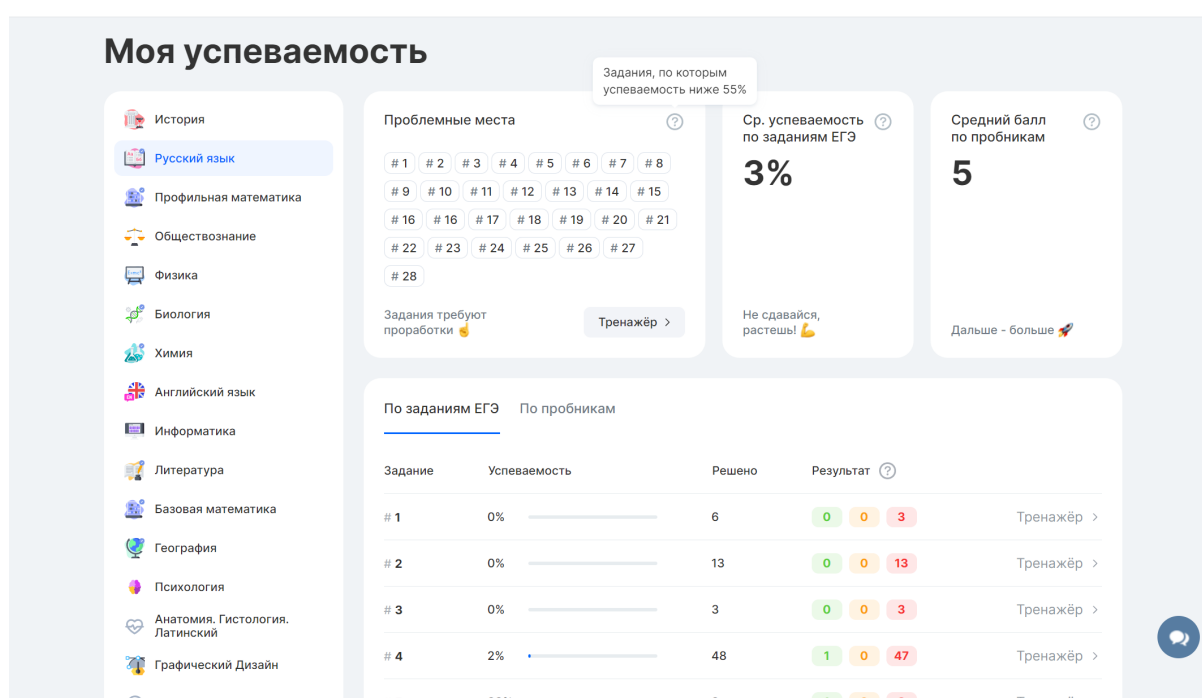 Моя успеваемость
Задания, по которым
успеваемость ниже 55%
История
Русский язык
Профильная математика
Обществознание
Физика
Биология
Химия
Английский язык
Информатика
Литература
Базовая математика
География
Психология
Анатомия. Гистология.
Латинский
Графический Дизайн
Проблемные места
# 1 # 2 # 3 # 4 # 5 # 6 # 7 # 8
# 9 # 10 # 11 # 12 # 13 # 14 # 15
# 16 # 16 # 17 # 18 # 19 # 20 # 21
# 22 # 23 # 24 # 25 # 26 # 27
# 28
Задания требуют
проработки ☝️
Тренажёр >
Ср. успеваемость
по заданиям ЕГЭ
3%
Не сдавайся,
растешь! 💪
Средний балл
по пробникам
5
Дальше - больше 🚀
По заданиям ЕГЭ По пробникам
Задание Успеваемость Решено Результат
# 1 0% 6 0 0 3 Тренажёр >
# 2 0% 13 0 0 13 Тренажёр >
# 3 0% 3 0 0 3 Тренажёр >
# 4 2% 48 1 0 47 Тренажёр >